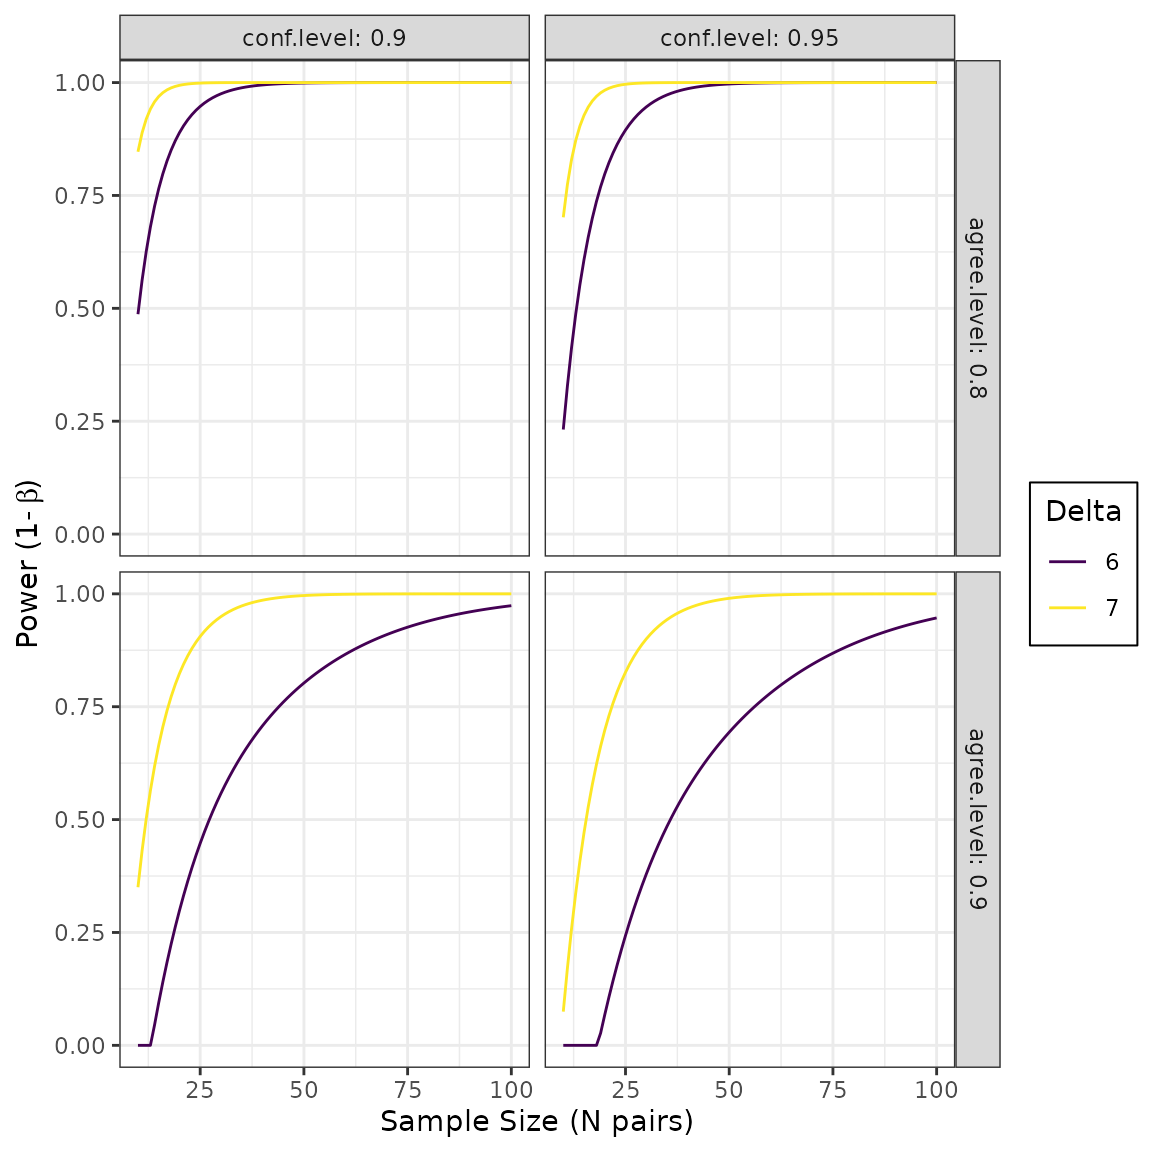 conf.level: 0.9
conf.level: 0.95
1.00
0.75
0.50
0.25
0.00
agree.level: 0.8
1.00
0.75
0.50
0.25
0.00
agree.level: 0.9
25 50 75 100
25 50 75 100
Sample Size (N pairs)
Power (1-β)
Delta
6
7